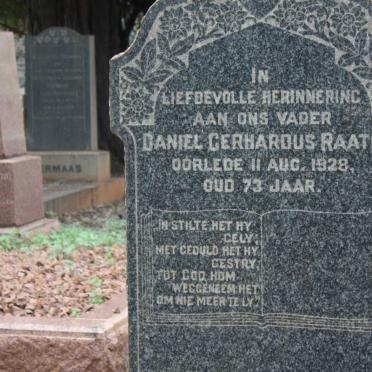 IN
LIEFDEVOLLE HERINNERING
AAN ONS VADER
DANIEL GERHARDUS RAAT
OORLEDE 11 AUG. 1928,
OUD 73 JAAR.
"IN STILTE HET HY
GELY,
MET GEDULD HET HY
GESTRY,
TOT GOD HOM
WEGGENEEM HET
OM NIE MEER TE LY."
ERMAAS